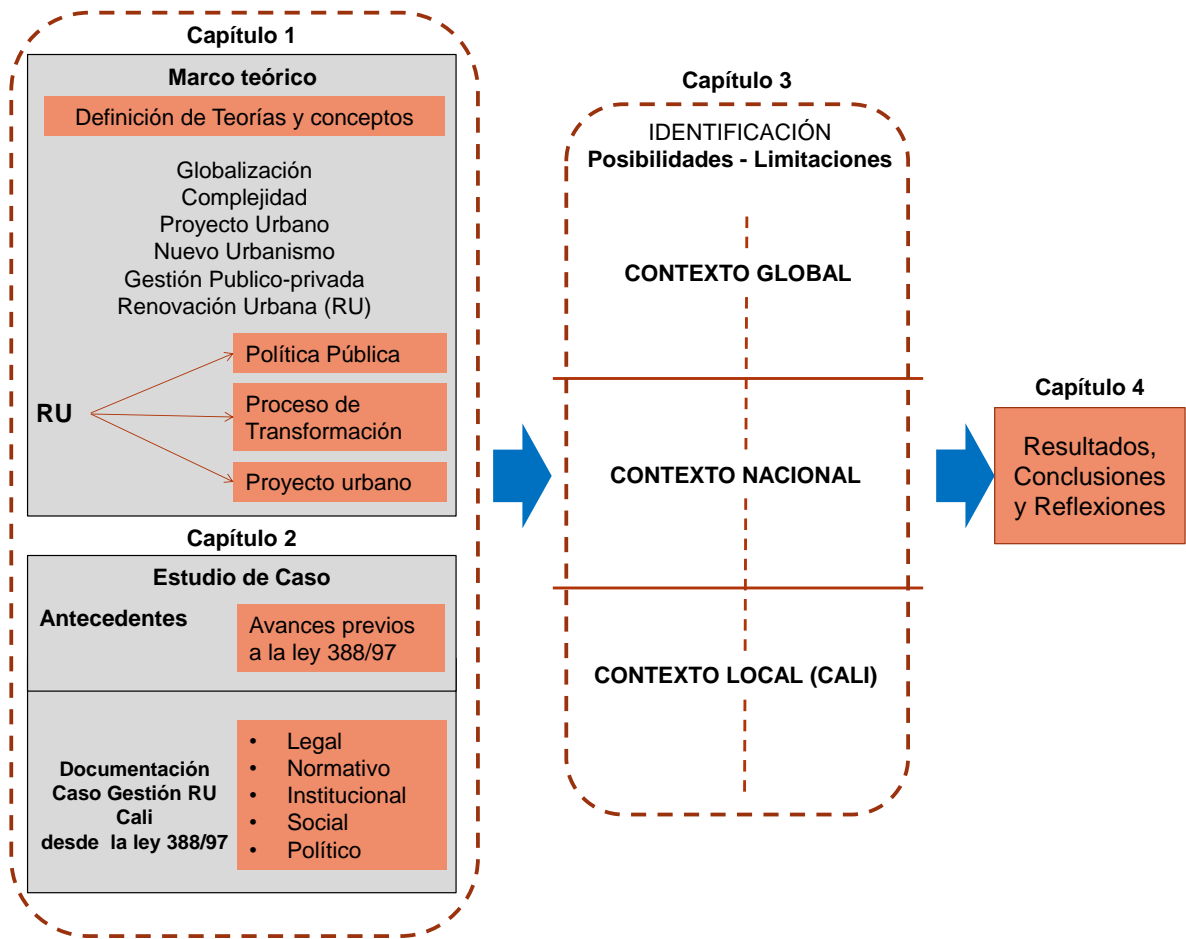 Capítulo 1
Marco teórico
Definición de Teorías y conceptos
Globalización
Complejidad
Proyecto Urbano
Nuevo Urbanismo
Gestión Publico-privada
Renovación Urbana (RU)
RU
Política Pública
Proceso de
Transformación
Proyecto urbano
Capítulo 2
Estudio de Caso
Antecedentes
Avances previos
a la ley 388/97
Documentación
Caso Gestión RU
Cali
desde la ley 388/97
• Legal
• Normativo
• Institucional
• Social
• Político
Capítulo 3
IDENTIFICACIÓN
Posibilidades - Limitaciones
CONTEXTO GLOBAL
CONTEXTO NACIONAL
CONTEXTO LOCAL (CALI)
Capítulo 4
Resultados,
Conclusiones
y Reflexiones